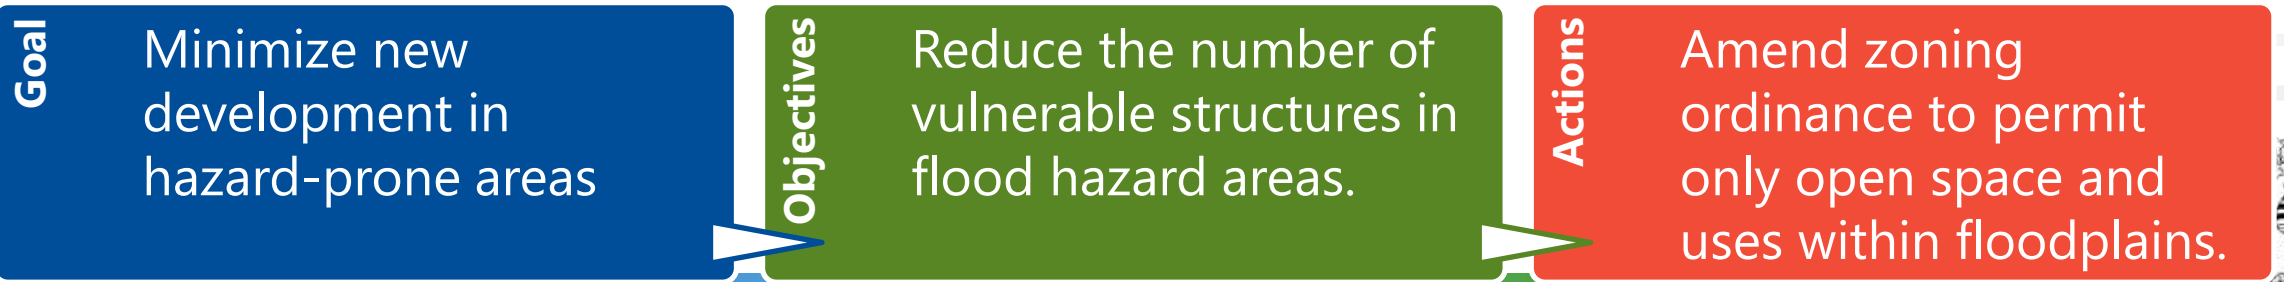 Goal
Minimize new
development in
hazard-prone areas
Objectives
Reduce the number of
vulnerable structures in
flood hazard areas.
Actions
Amend zoning
ordinance to permit
only open space and
uses within floodplains.